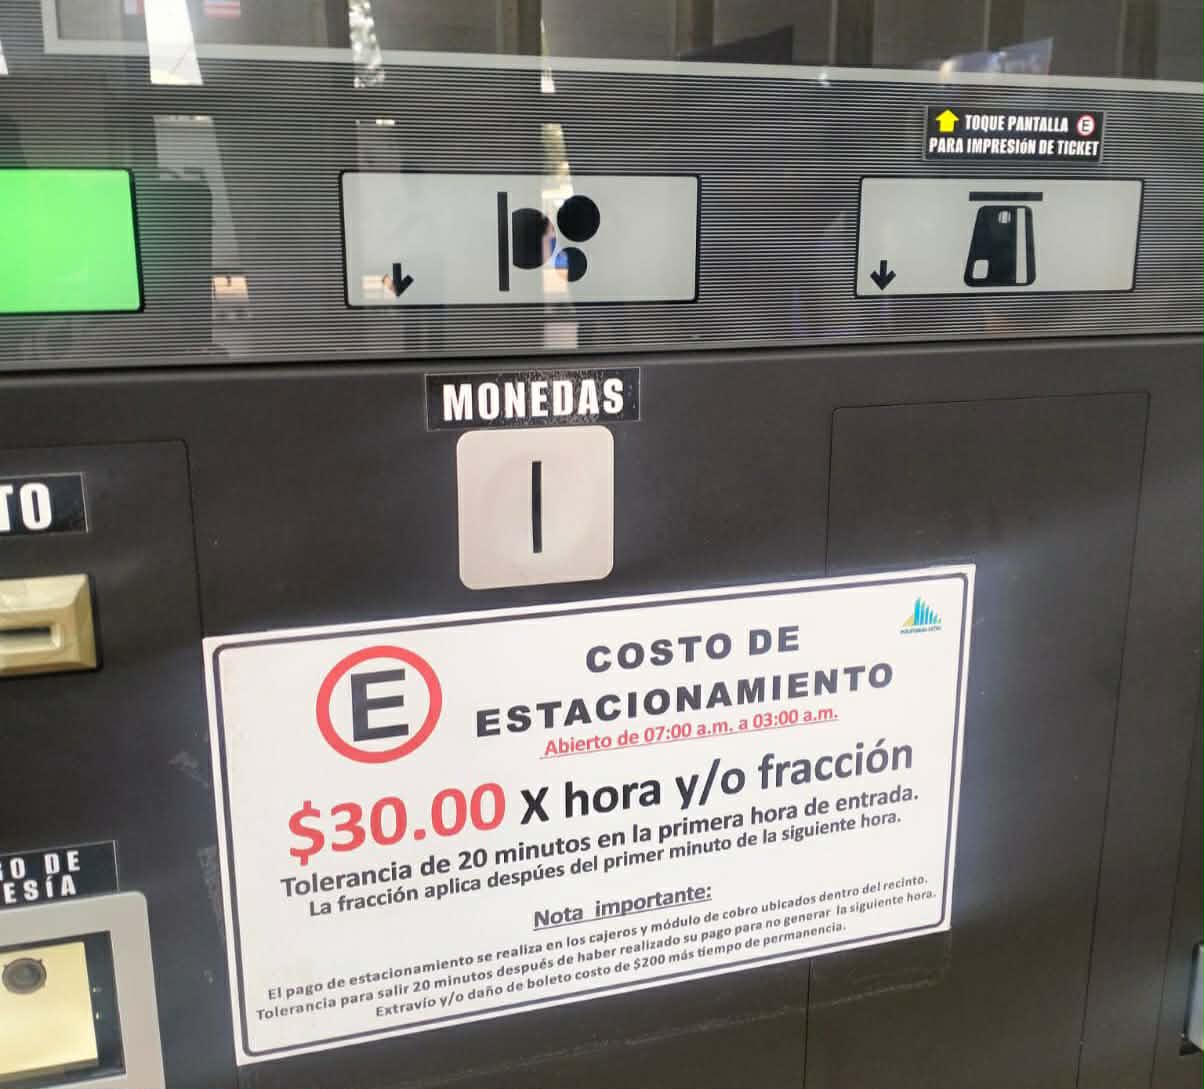 TOQUE PANTALLA E
PARA IMPRESIÓN DE TICKET
MONEDAS
TO
E
COSTO DE
ESTACIONAMIENTO
Abierto de 07:00 a.m. a 03:00 a.m.
$30.00 X hora y/o fracción
Tolerancia de 20 minutos en la primera hora de entrada.
La fracción aplica despúes del primer minuto de la siguiente hora.
Nota importante:
El pago de estacionamiento se realiza en los cajeros y módulo de cobro ubicados dentro del recinto.
Tolerancia para salir 20 minutos después de haber realizado su pago para no generar la siguiente hora.
Extravío y/o daño de boleto costo de $200 más tiempo de permanencia.
O DE
ESÍA